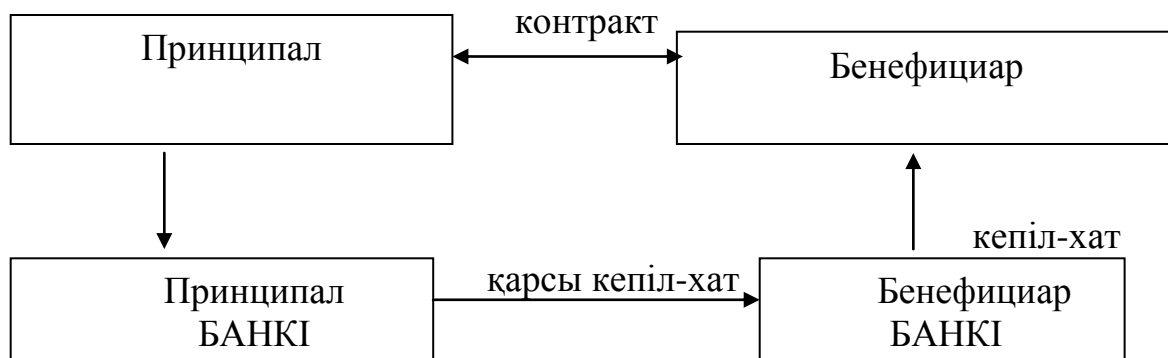 контракт
Принципал
Бенефициар
кепіл-хат
қарсы кепіл-хат
Принципал
БАНКІ
Бенефициар
БАНКІ